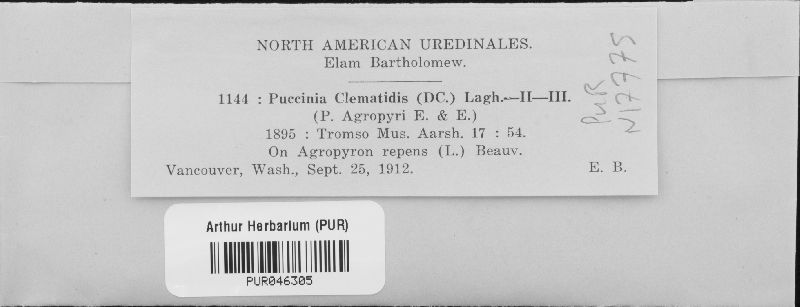 NORTH AMERICAN UREDINALES.
Elam Bartholomew.
1144 : Puccinia Clematidis (DC.) Lagh.—II—III.
(P. Agropyri E. & E.)
1895 : Tromso Mus. Aarsh. 17 : 54.
On Agropyron repens (L.) Beauv.
Vancouver, Wash., Sept. 25, 1912. E. B.
PUR
N17775
Arthur Herbarium (PUR)
PUR046305